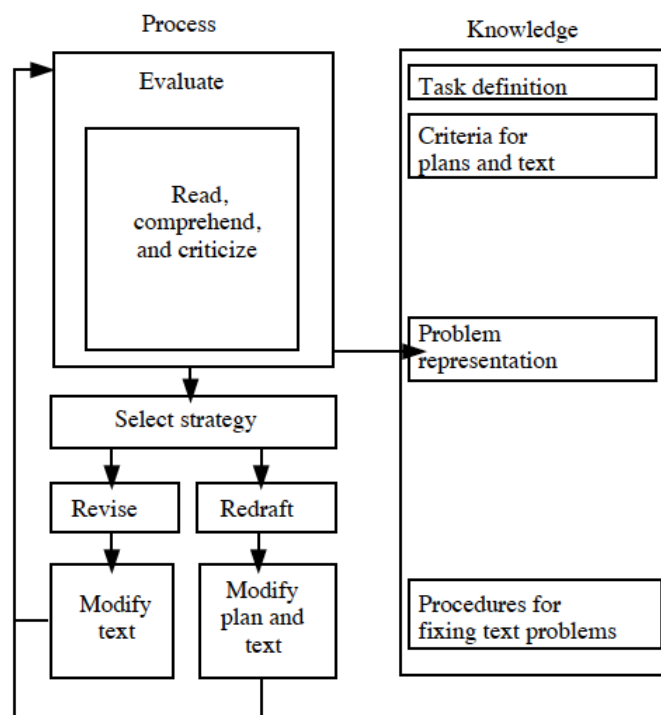 Process
Evaluate
Read,
comprehend,
and criticize
Select strategy
Revise
Redraft
Modify
text
Modify
plan and
text
Knowledge
Task definition
Criteria for
plans and text
Problem
representation
Procedures for
fixing text problems